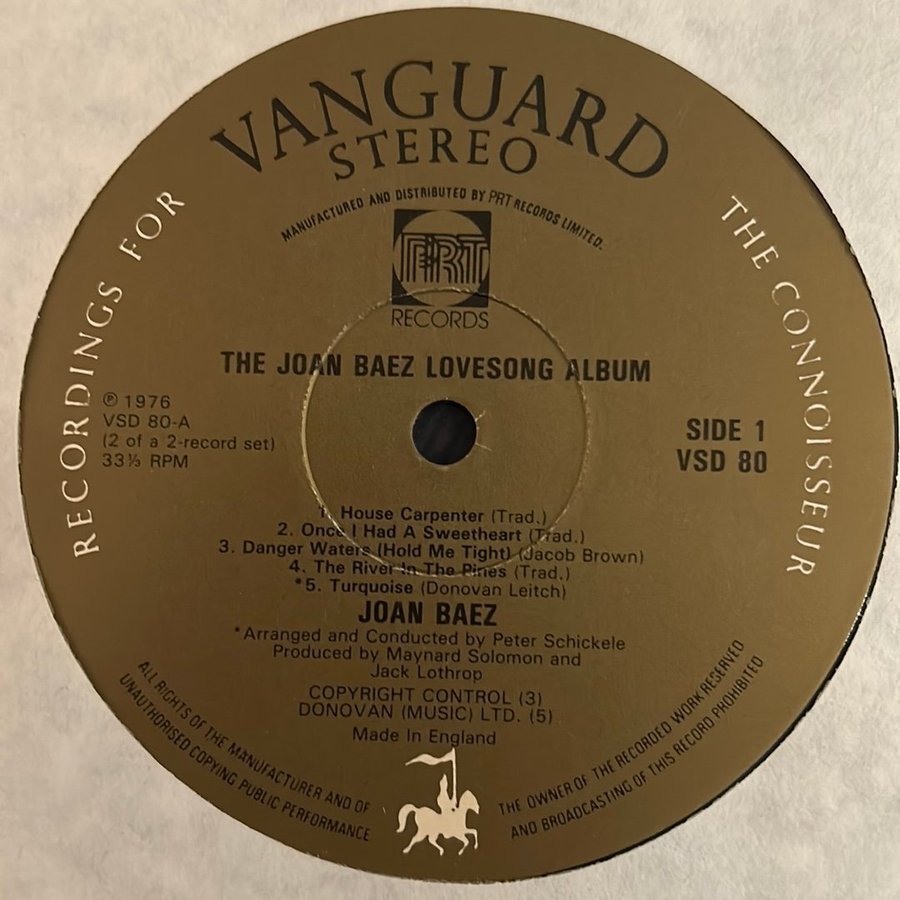 VANGUARD
STEREO
RECORDINGS FOR
THE CONNOISSEUR
MANUFACTURED AND DISTRIBUTED BY PRT RECORDS LIMITED.
PRT
RECORDS
THE JOAN BAEZ LOVESONG ALBUM
℗ 1976
VSD 80-A
(2 of a 2-record set)
33⅓ RPM
SIDE 1
VSD 80
1. House Carpenter (Trad.)
2. Once I Had A Sweetheart (Trad.)
3. Danger Waters (Hold Me Tight) (Jacob Brown)
4. The River In The Pines (Trad.)
*5. Turquoise (Donovan Leitch)
JOAN BAEZ
*Arranged and Conducted by Peter Schickele
Produced by Maynard Solomon and
Jack Lothrop
COPYRIGHT CONTROL (3)
DONOVAN (MUSIC) LTD. (5)
Made In England
ALL RIGHTS OF THE MANUFACTURER AND OF
THE OWNER OF THE RECORDED WORK RESERVED
UNAUTHORISED COPYING PUBLIC PERFORMANCE
AND BROADCASTING OF THIS RECORD PROHIBITED